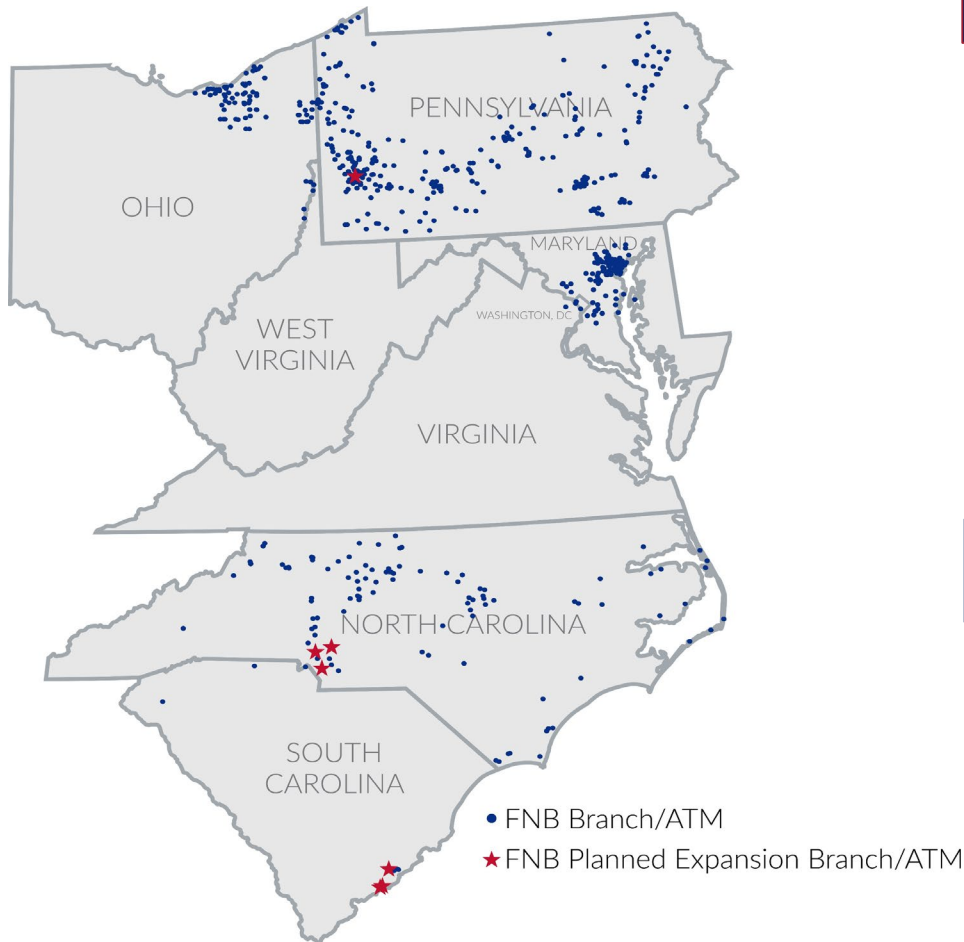 PENNSYLVANIA
OHIO
MARYLAND
WASHINGTON, DC
WEST
VIRGINIA
VIRGINIA
NORTH CAROLINA
SOUTH
CAROLINA
FNB Branch/ATM
FNB Planned Expansion Branch/ATM